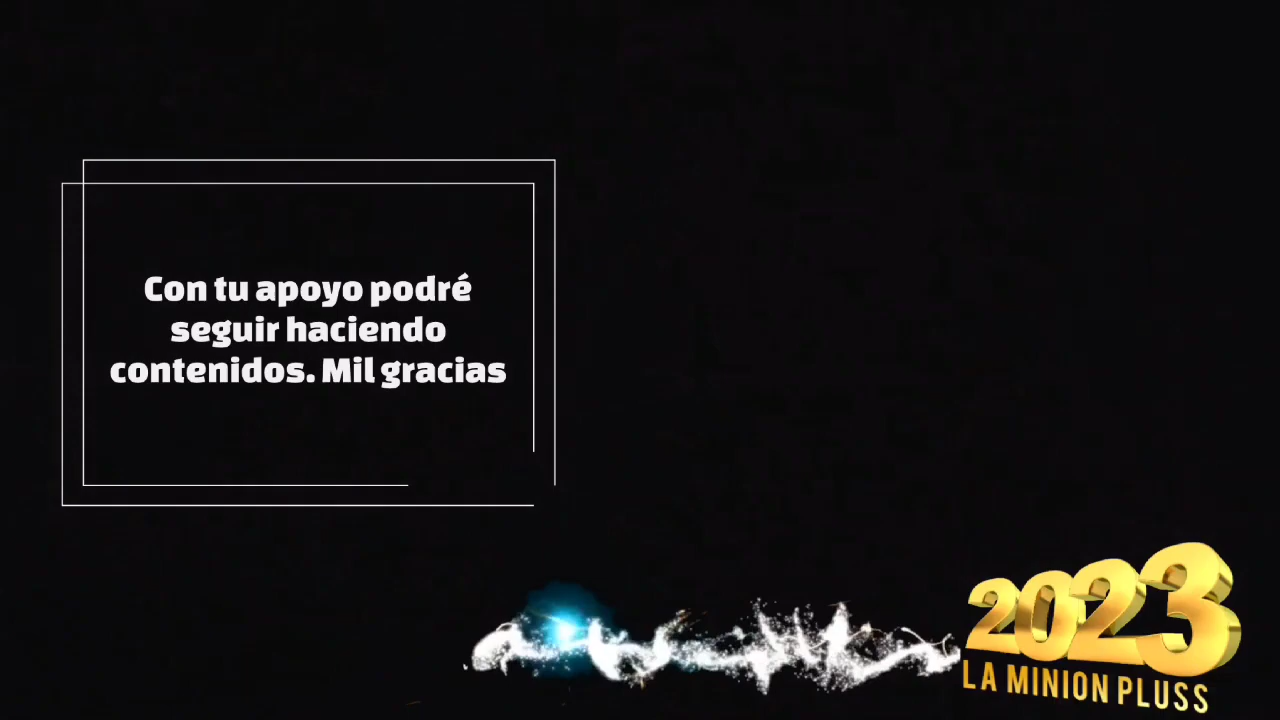 Con tu apoyo podré
seguir haciendo
contenidos. Mil gracias
2023
LA MINION PLUSS